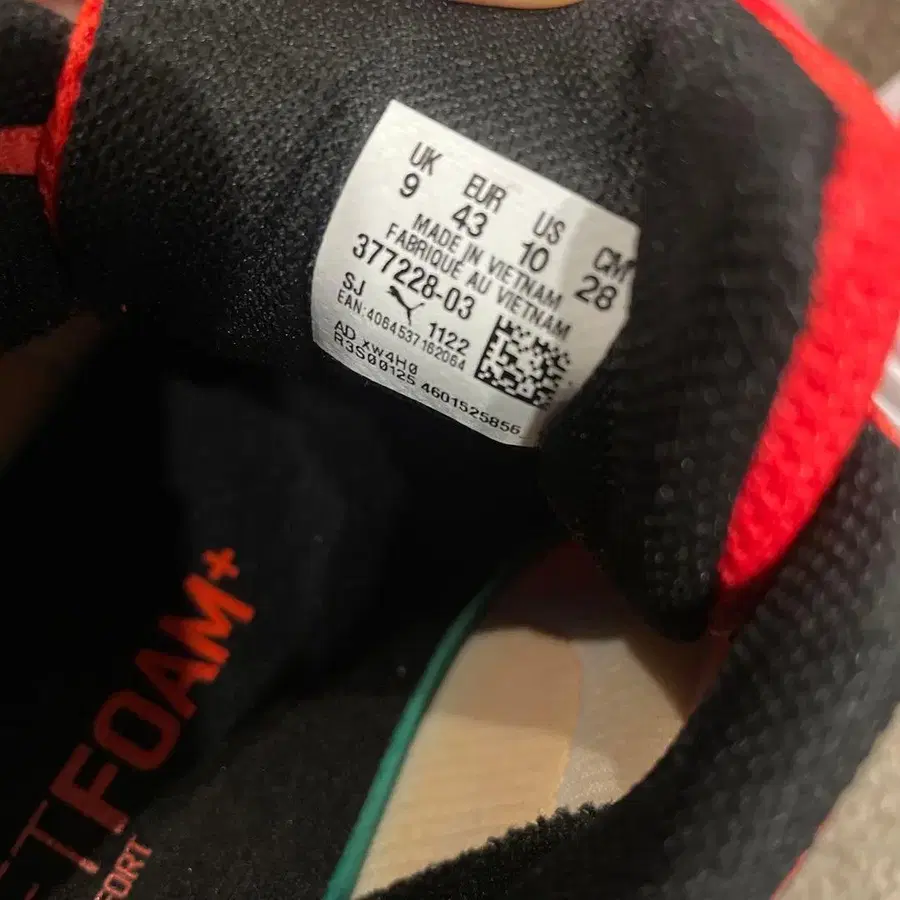 UK EUR US CM
9 43 10 28
MADE IN VIETNAM
FABRIQUÉ AU VIETNAM
377228-03
SJ 1122
EAN:4064537162064
AD XW4H0
R3S00125 4601525856
FOAM+